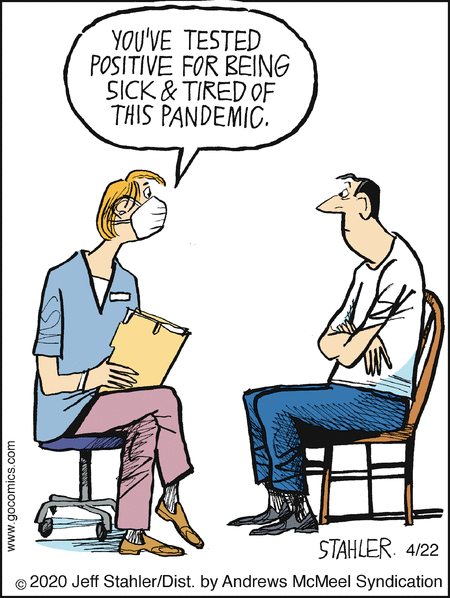 YOU'VE TESTED
POSITIVE FOR BEING
SICK & TIRED OF
THIS PANDEMIC.
www.gocomics.com
STAHLER. 4/22
© 2020 Jeff Stahler/Dist. by Andrews McMeel Syndication